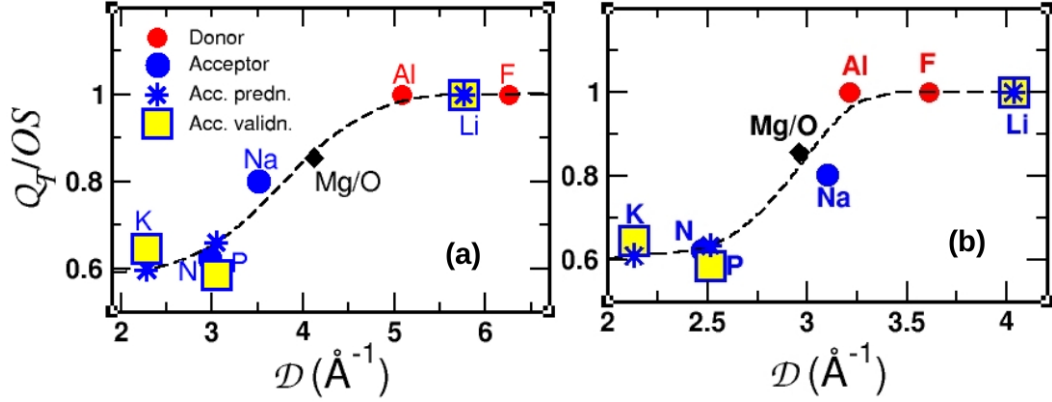 Donor
Acceptor
Acc. predn.
Acc. validn.
Al
F
Li
Na
Mg/O
K
N
P
(a)
1
0.8
0.6
Q_T/OS
2
3
4
5
6
𝒟 (Å⁻¹)
Al
F
Li
Mg/O
Na
K
N
P
(b)
1
0.8
0.6
2
2.5
3
3.5
4
𝒟 (Å⁻¹)